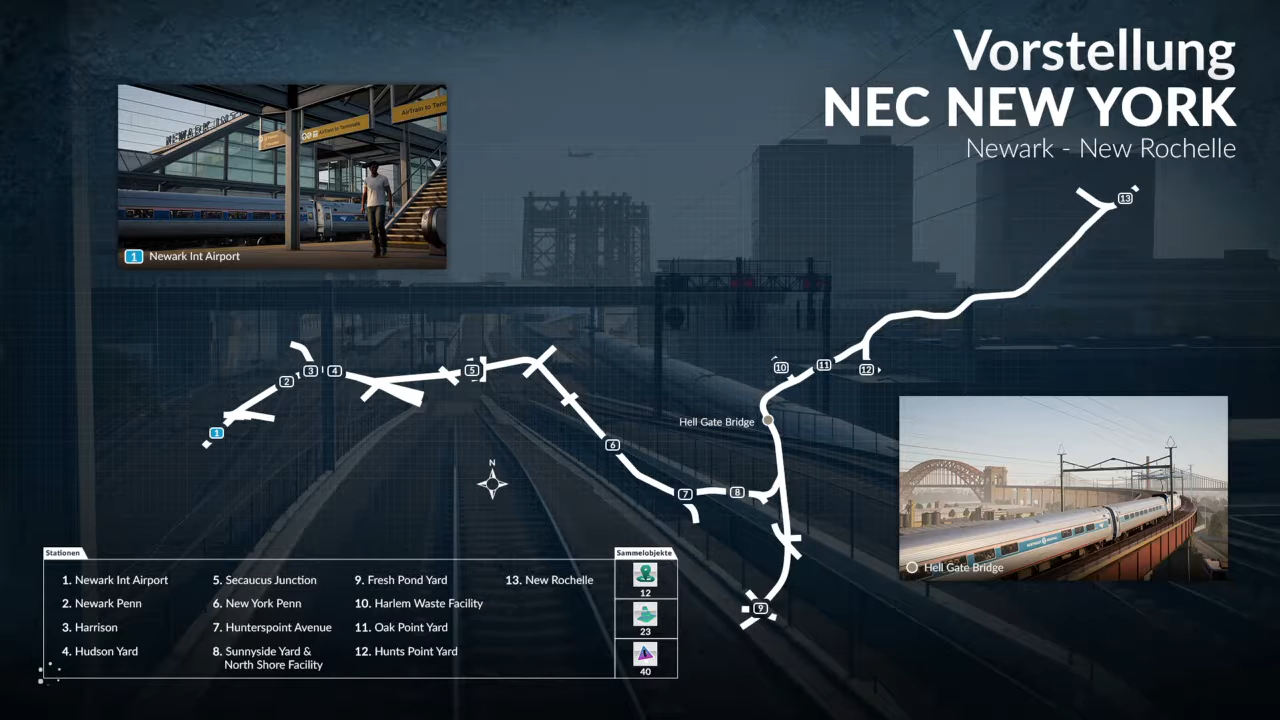 Vorstellung
NEC NEW YORK
Newark - New Rochelle
NEWARK
AirTrain to Terminals
AirTrain to Term
1 Newark Int Airport
13
10
11
12
5
3
4
2
1
Hell Gate Bridge
6
N
7
8
9
Hell Gate Bridge
Stationen
1. Newark Int Airport
2. Newark Penn
3. Harrison
4. Hudson Yard
5. Secaucus Junction
6. New York Penn
7. Hunterspoint Avenue
8. Sunnyside Yard &
North Shore Facility
9. Fresh Pond Yard
10. Harlem Waste Facility
11. Oak Point Yard
12. Hunts Point Yard
13. New Rochelle
Sammelobjekte
12
23
40